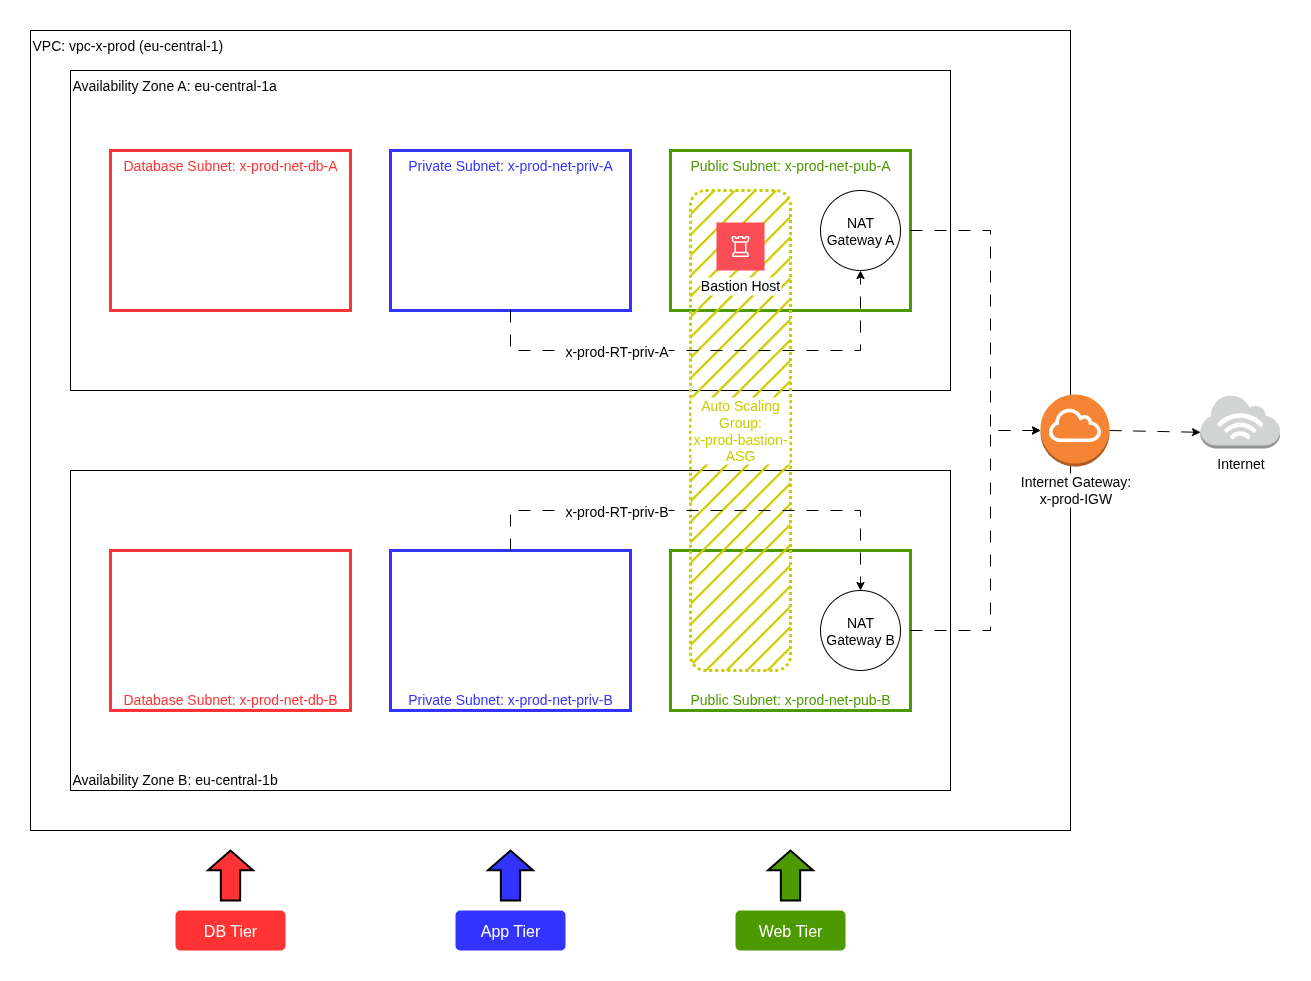 VPC: vpc-x-prod (eu-central-1)
Availability Zone A: eu-central-1a
Database Subnet: x-prod-net-db-A
Private Subnet: x-prod-net-priv-A
Public Subnet: x-prod-net-pub-A
NAT
Gateway A
Bastion Host
x-prod-RT-priv-A
Auto Scaling
Group:
x-prod-bastion-
ASG
Internet Gateway:
x-prod-IGW
Internet
x-prod-RT-priv-B
NAT
Gateway B
Database Subnet: x-prod-net-db-B
Private Subnet: x-prod-net-priv-B
Public Subnet: x-prod-net-pub-B
Availability Zone B: eu-central-1b
DB Tier
App Tier
Web Tier